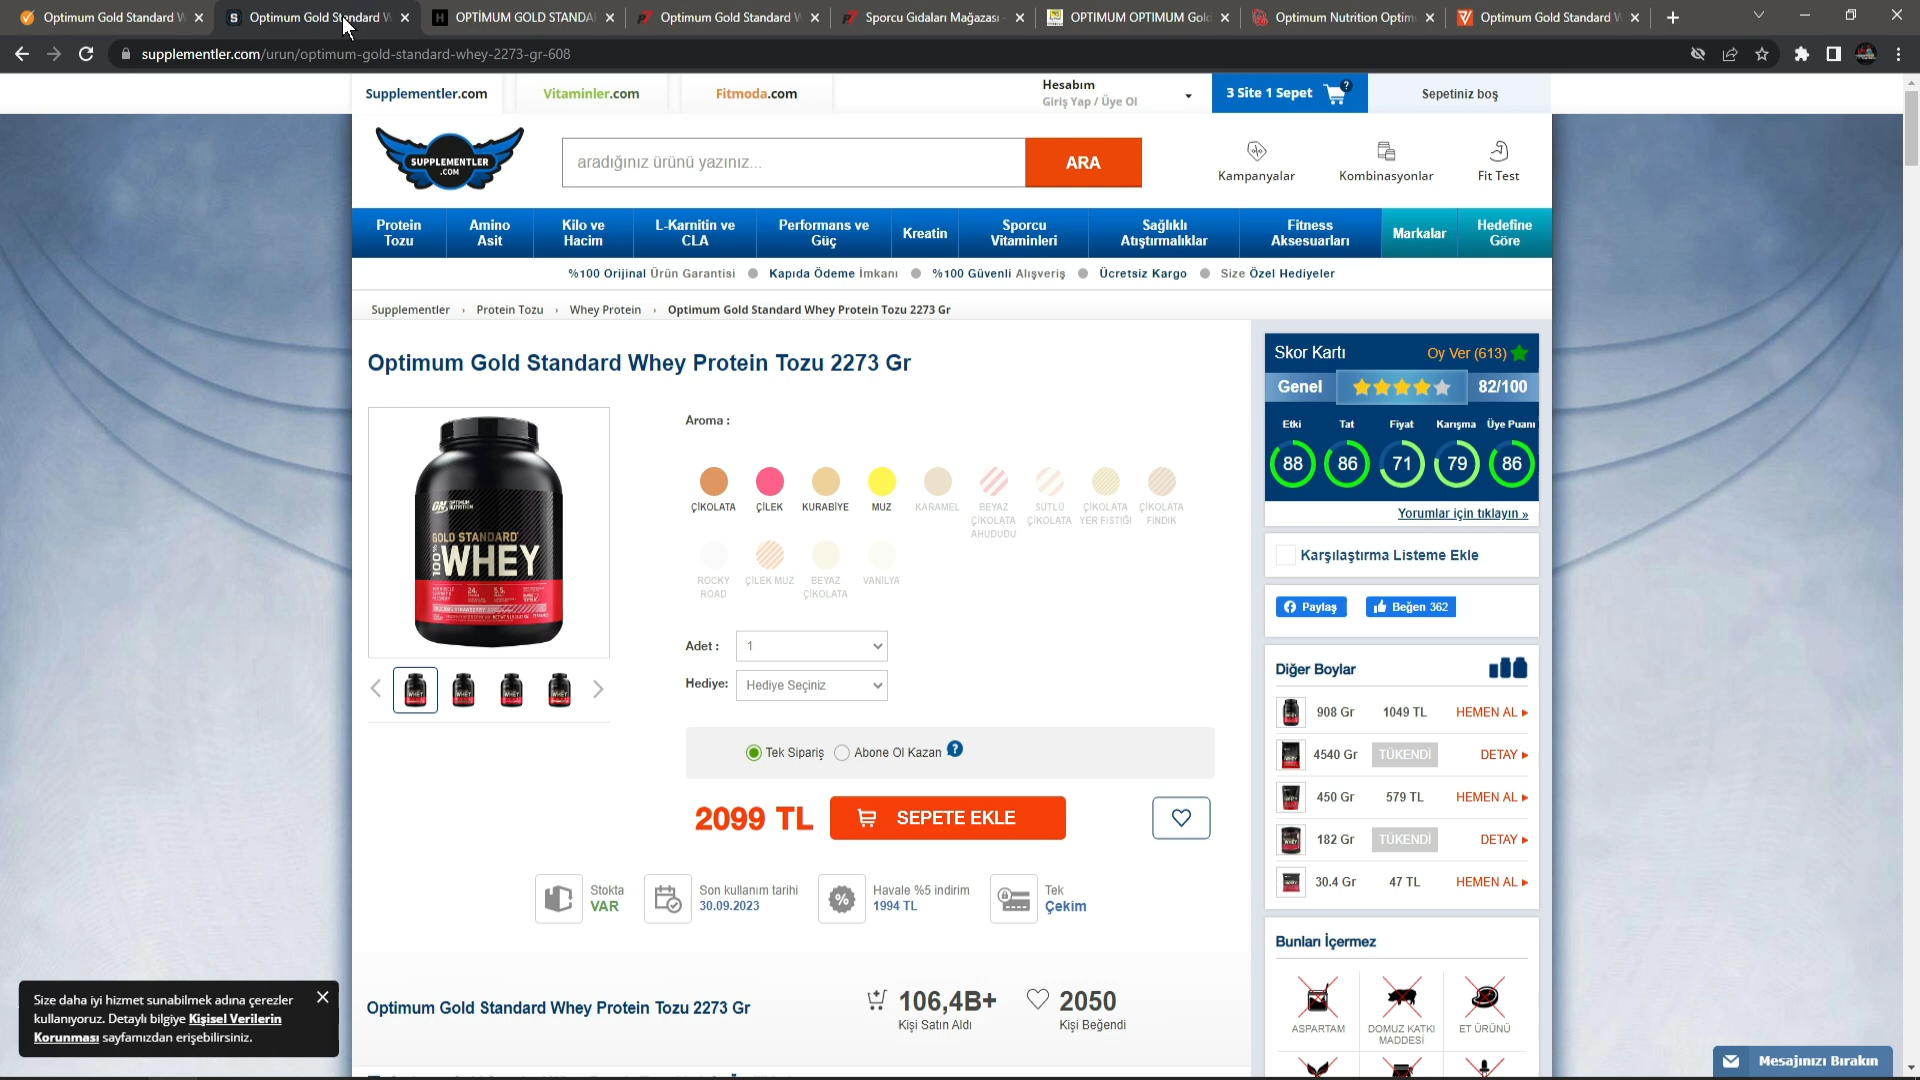 Optimum Gold Standard W
Optimum Gold Standard W
OPTİMUM GOLD STANDA
Optimum Gold Standard W
Sporcu Gıdaları Mağazası -
OPTIMUM OPTIMUM Gol
Optimum Nutrition Optim
Optimum Gold Standard W
supplementler.com/urun/optimum-gold-standard-whey-2273-gr-608
Supplementler.com
Vitaminler.com
Fitmoda.com
Hesabım
Giriş Yap / Üye Ol
3 Site 1 Sepet
?
Sepetiniz boş
SUPPLEMENTLER
.COM
aradığınız ürünü yazınız...
ARA
Kampanyalar
Kombinasyonlar
Fit Test
Protein
Tozu
Amino
Asit
Kilo ve
Hacim
L-Karnitin ve
CLA
Performans ve
Güç
Kreatin
Sporcu
Vitaminleri
Sağlıklı
Atıştırmalıklar
Fitness
Aksesuarları
Markalar
Hedefine
Göre
%100 Orijinal Ürün Garantisi
Kapıda Ödeme İmkanı
%100 Güvenli Alışveriş
Ücretsiz Kargo
Size Özel Hediyeler
Supplementler › Protein Tozu › Whey Protein › Optimum Gold Standard Whey Protein Tozu 2273 Gr
Optimum Gold Standard Whey Protein Tozu 2273 Gr
ON OPTIMUM
NUTRITION
GOLD STANDARD
100%
WHEY
24
5.5
Aroma :
ÇİKOLATA
ÇİLEK
KURABİYE
MUZ
KARAMEL
BEYAZ
ÇİKOLATA
AHUDUDU
SÜTLÜ
ÇİKOLATA
ÇİKOLATA
YER FISTIĞI
ÇİKOLATA
FINDIK
ROCKY
ROAD
ÇİLEK MUZ
BEYAZ
ÇİKOLATA
VANİLYA
Adet :
1
Hediye:
Hediye Seçiniz
Tek Sipariş
Abone Ol Kazan
?
2099 TL
SEPETE EKLE
Stokta
VAR
Son kullanım tarihi
30.09.2023
Havale %5 indirim
1994 TL
Tek
Çekim
Optimum Gold Standard Whey Protein Tozu 2273 Gr
106,4B+
Kişi Satın Aldı
2050
Kişi Beğendi
Skor Kartı
Oy Ver (613)
Genel
82/100
Etki
Tat
Fiyat
Karışma
Üye Puanı
88
86
71
79
86
Yorumlar için tıklayın »
Karşılaştırma Listeme Ekle
Paylaş
Beğen 362
Diğer Boylar
908 Gr
1049 TL
HEMEN AL
4540 Gr
TÜKENDİ
DETAY
450 Gr
579 TL
HEMEN AL
182 Gr
TÜKENDİ
DETAY
30.4 Gr
47 TL
HEMEN AL
Bunları İçermez
ASPARTAM
DOMUZ KATKI
MADDESİ
ET ÜRÜNÜ
Size daha iyi hizmet sunabilmek adına çerezler
kullanıyoruz. Detaylı bilgiye Kişisel Verilerin
Korunması sayfamızdan erişebilirsiniz.
Mesajınızı Bırakın